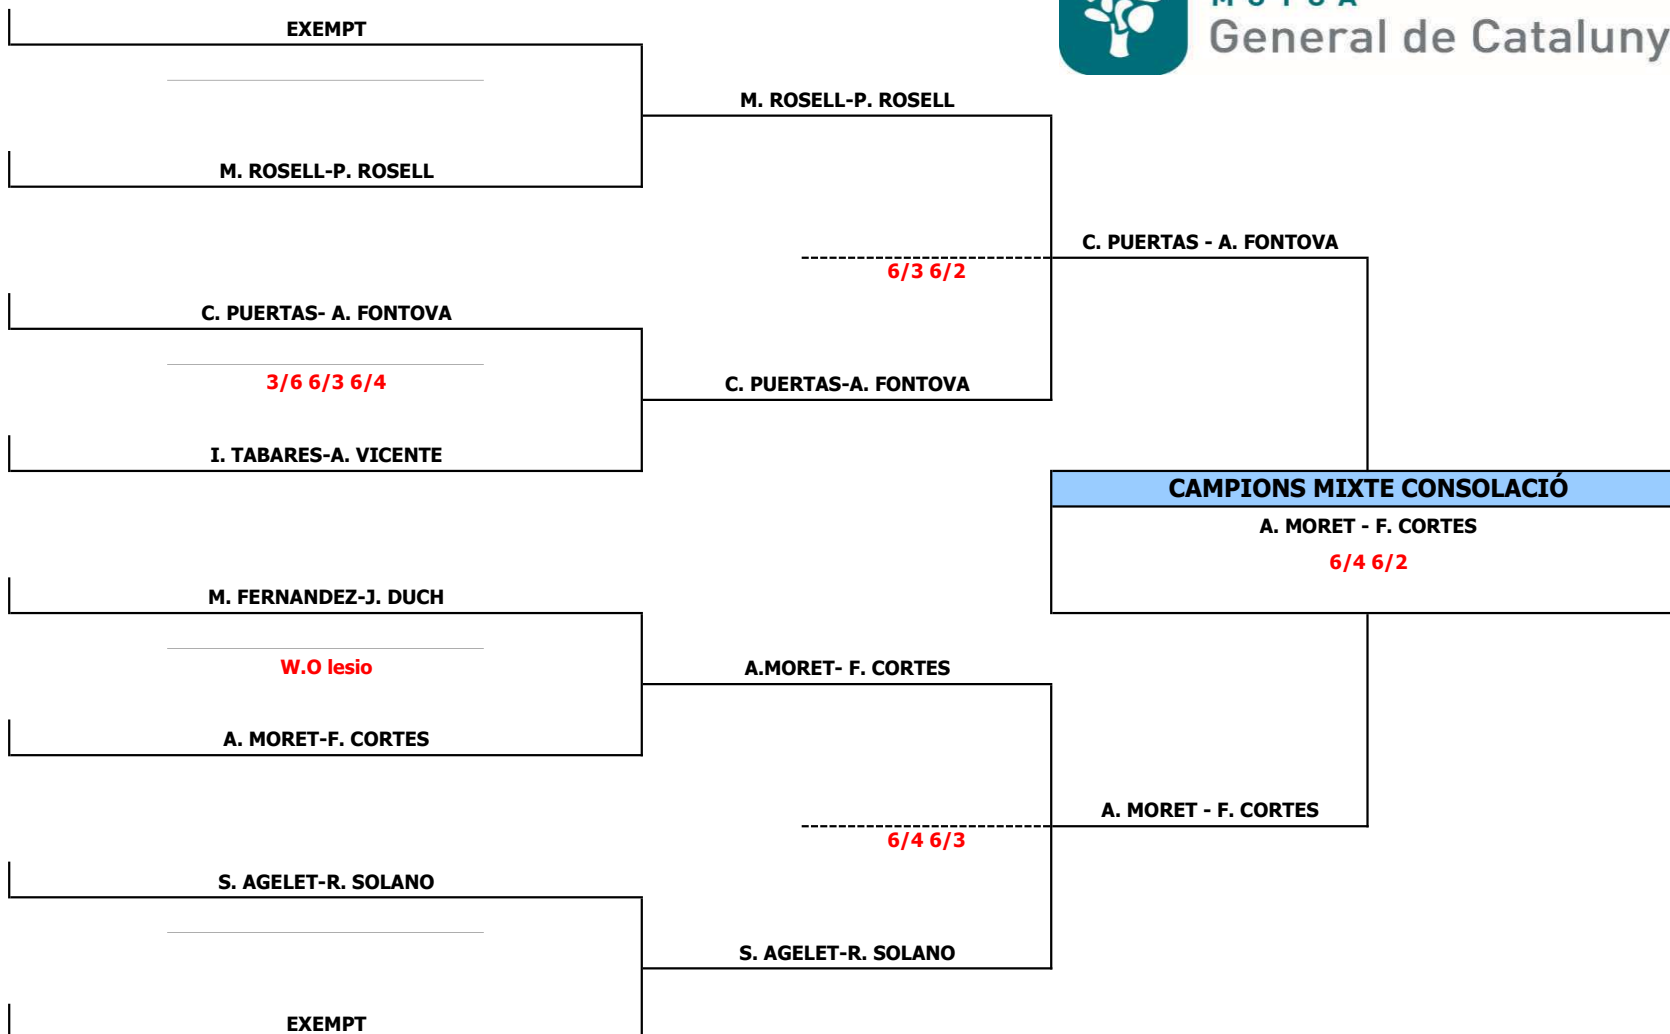 General de Cataluny
EXEMPT
M. ROSELL-P. ROSELL
M. ROSELL-P. ROSELL
C. PUERTAS - A. FONTOVA
6/3 6/2
C. PUERTAS- A. FONTOVA
3/6 6/3 6/4
C. PUERTAS-A. FONTOVA
I. TABARES-A. VICENTE
CAMPIONS MIXTE CONSOLACIÓ
A. MORET - F. CORTES
6/4 6/2
M. FERNANDEZ-J. DUCH
W.O lesio
A.MORET- F. CORTES
A. MORET-F. CORTES
A. MORET - F. CORTES
6/4 6/3
S. AGELET-R. SOLANO
S. AGELET-R. SOLANO
EXEMPT